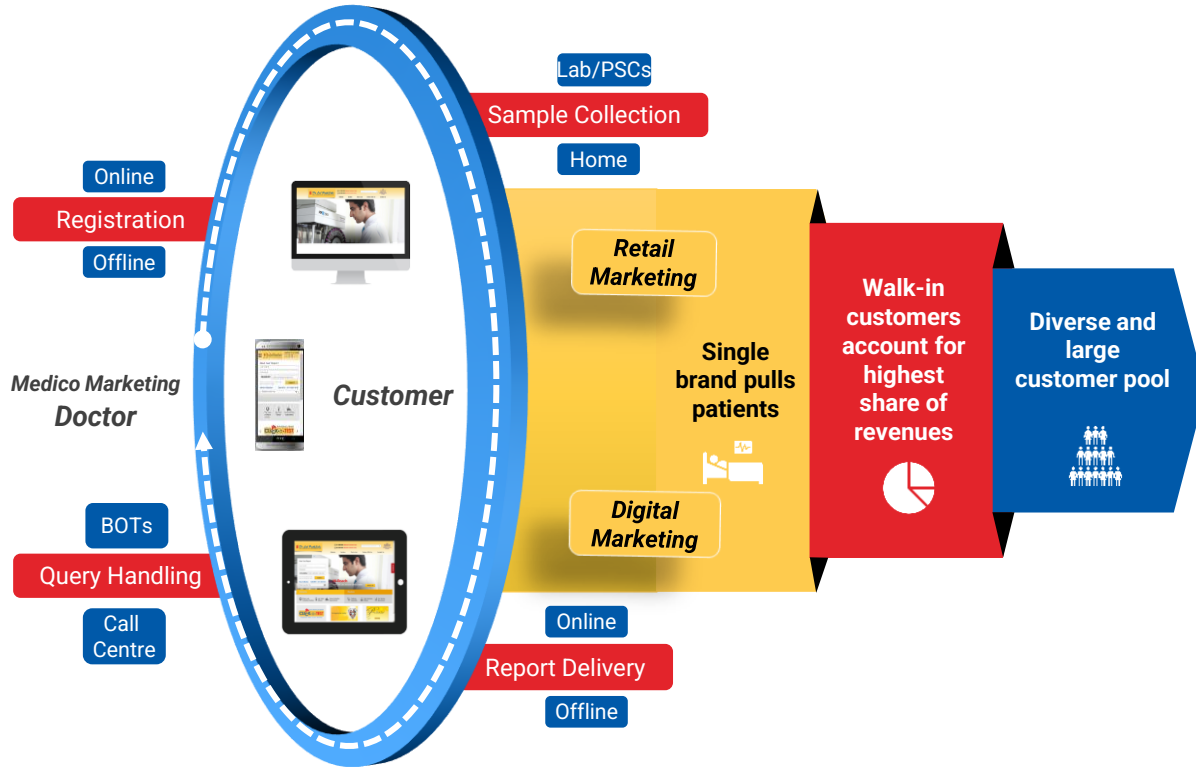 Lab/PSCs
Sample Collection
Home
Online
Registration
Offline
Retail
Marketing
Walk-in
customers
account for
highest
share of
revenues
Diverse and
large
customer pool
Single
brand pulls
patients
Medico Marketing
Doctor
Customer
BOTs
Query Handling
Call
Centre
Digital
Marketing
Online
Report Delivery
Offline